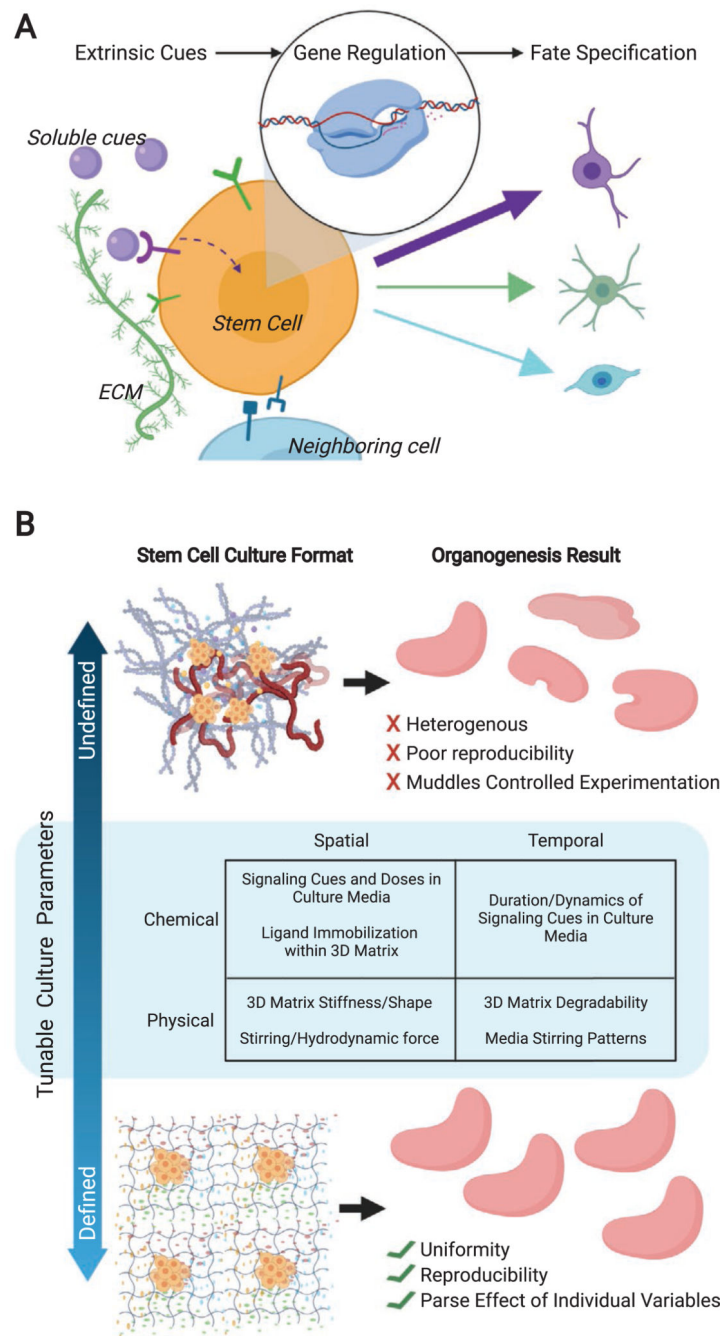 A
Extrinsic Cues
Gene Regulation
Fate Specification
Soluble cues
Stem Cell
ECM
Neighboring cell
B
Stem Cell Culture Format
Organogenesis Result
Undefined
X Heterogenous
X Poor reproducibility
X Muddles Controlled Experimentation
Tunable Culture Parameters
Spatial
Temporal
Chemical
Signaling Cues and Doses in
Culture Media
Ligand Immobilization
within 3D Matrix
Duration/Dynamics of
Signaling Cues in Culture
Media
Physical
3D Matrix Stiffness/Shape
Stirring/Hydrodynamic force
3D Matrix Degradability
Media Stirring Patterns
Defined
Uniformity
Reproducibility
Parse Effect of Individual Variables